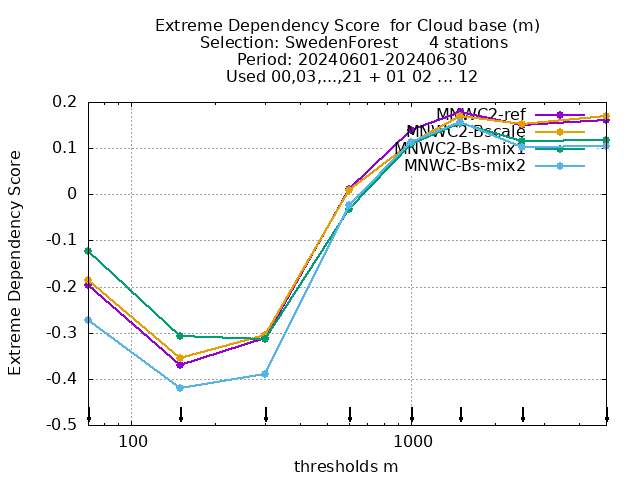 Extreme Dependency Score  for Cloud base (m)
Selection: SwedenForest      4 stations
Period: 20240601-20240630
Used 00,03,...,21 + 01 02 ... 12
MNWC2-ref
MNWC2-Bscale
MNWC2-Bs-mix1
MNWC-Bs-mix2
0.2
0.1
0
-0.1
-0.2
-0.3
-0.4
-0.5
Extreme Dependency Score
100
1000
thresholds m